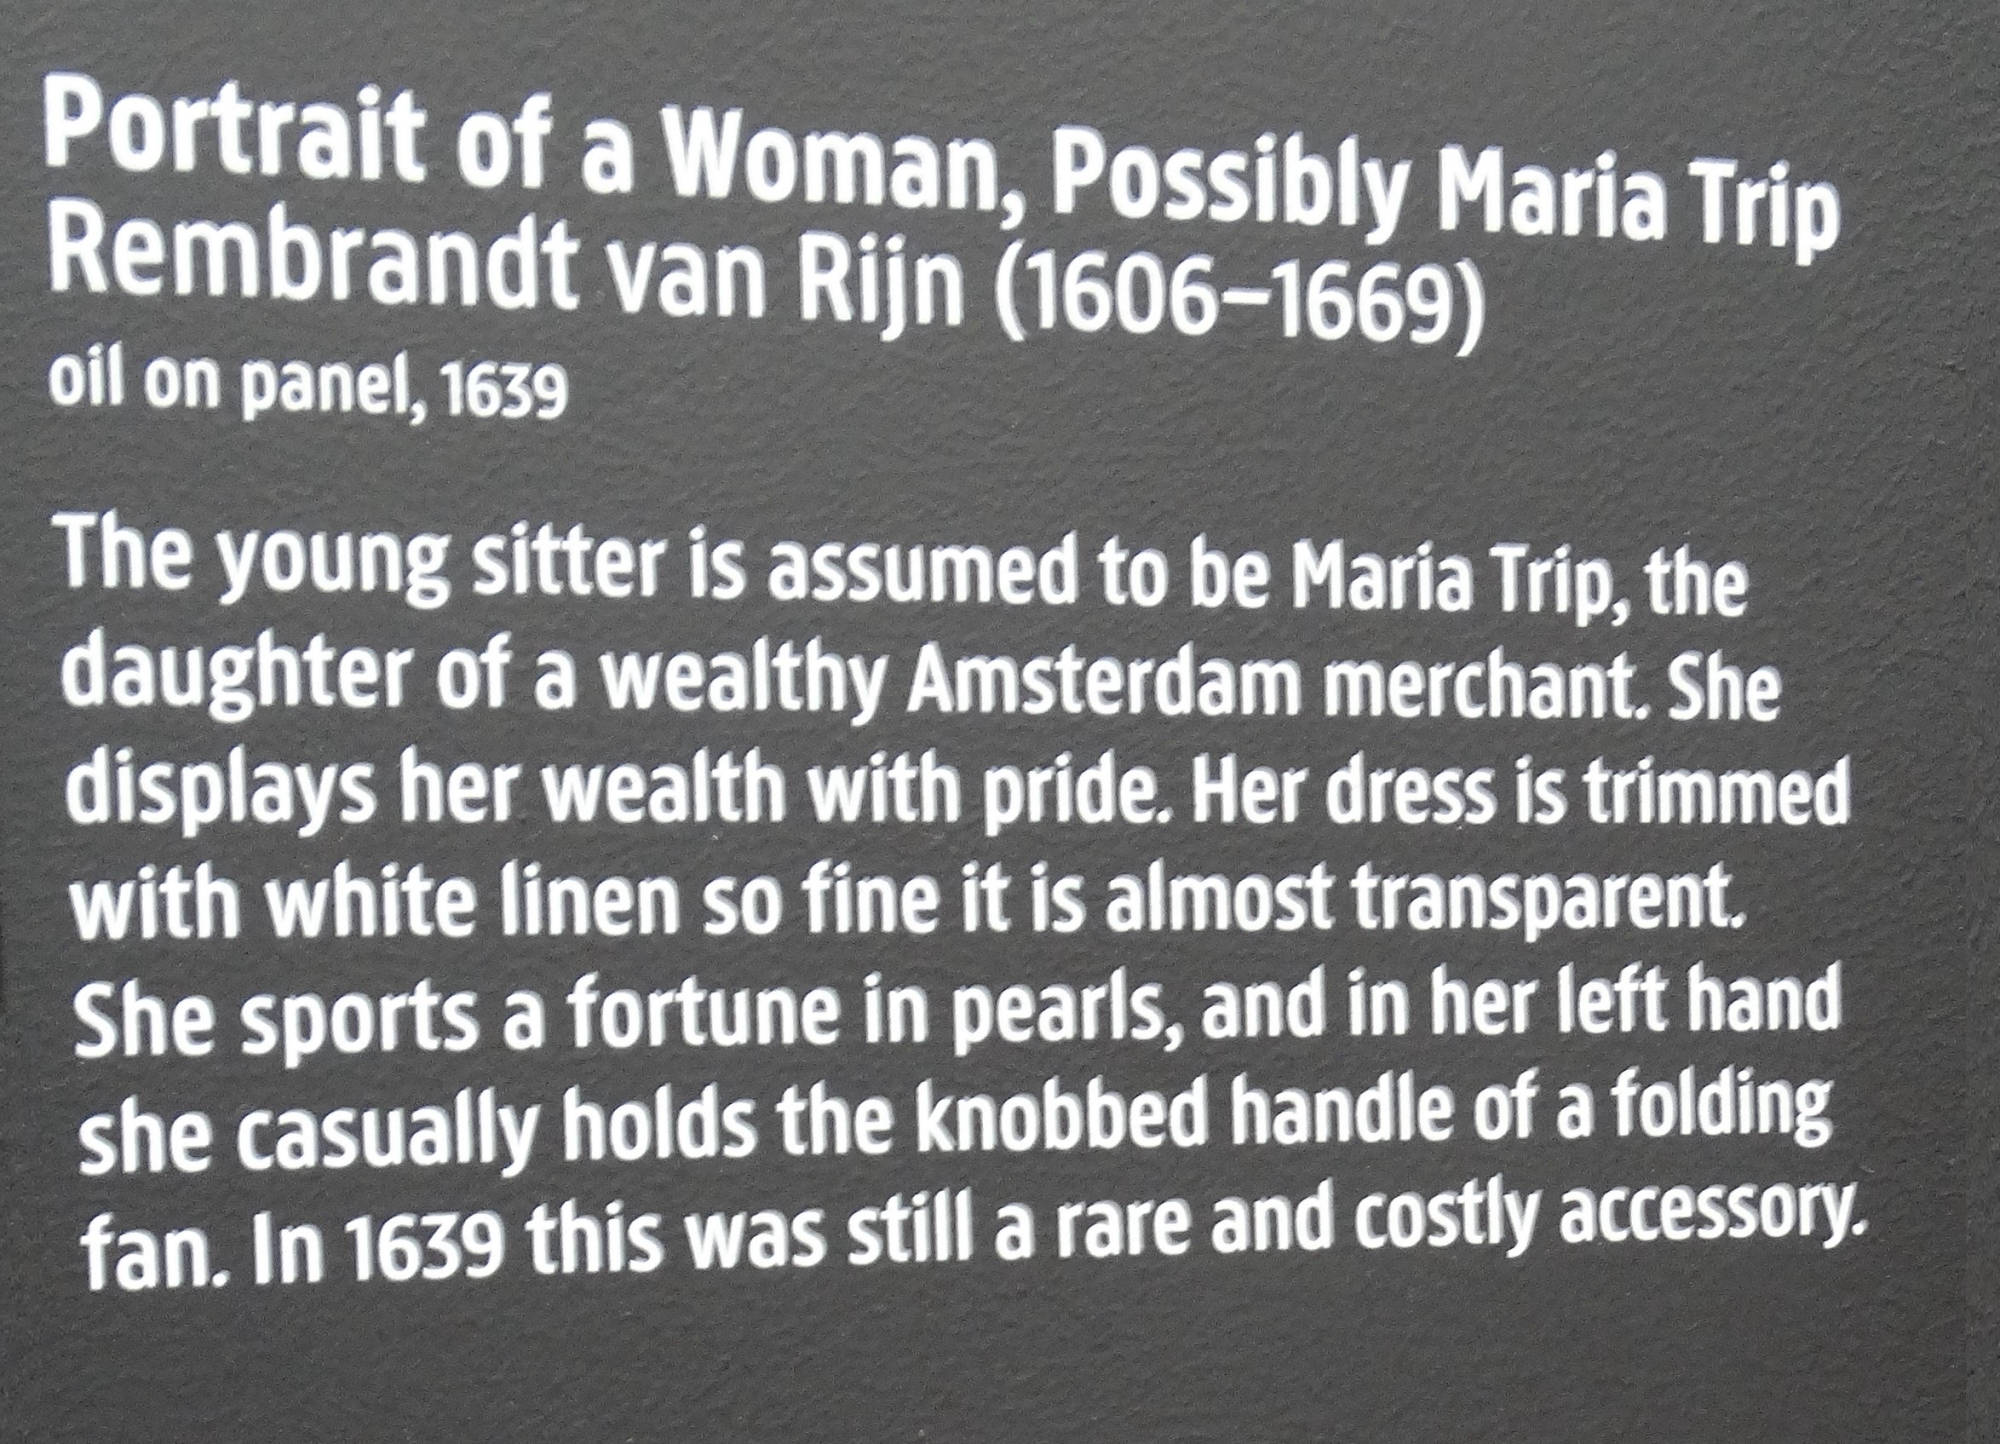 Portrait of a Woman, Possibly Maria Trip
Rembrandt van Rijn (1606–1669)
oil on panel, 1639
The young sitter is assumed to be Maria Trip, the
daughter of a wealthy Amsterdam merchant. She
displays her wealth with pride. Her dress is trimmed
with white linen so fine it is almost transparent.
She sports a fortune in pearls, and in her left hand
she casually holds the knobbed handle of a folding
fan. In 1639 this was still a rare and costly accessory.